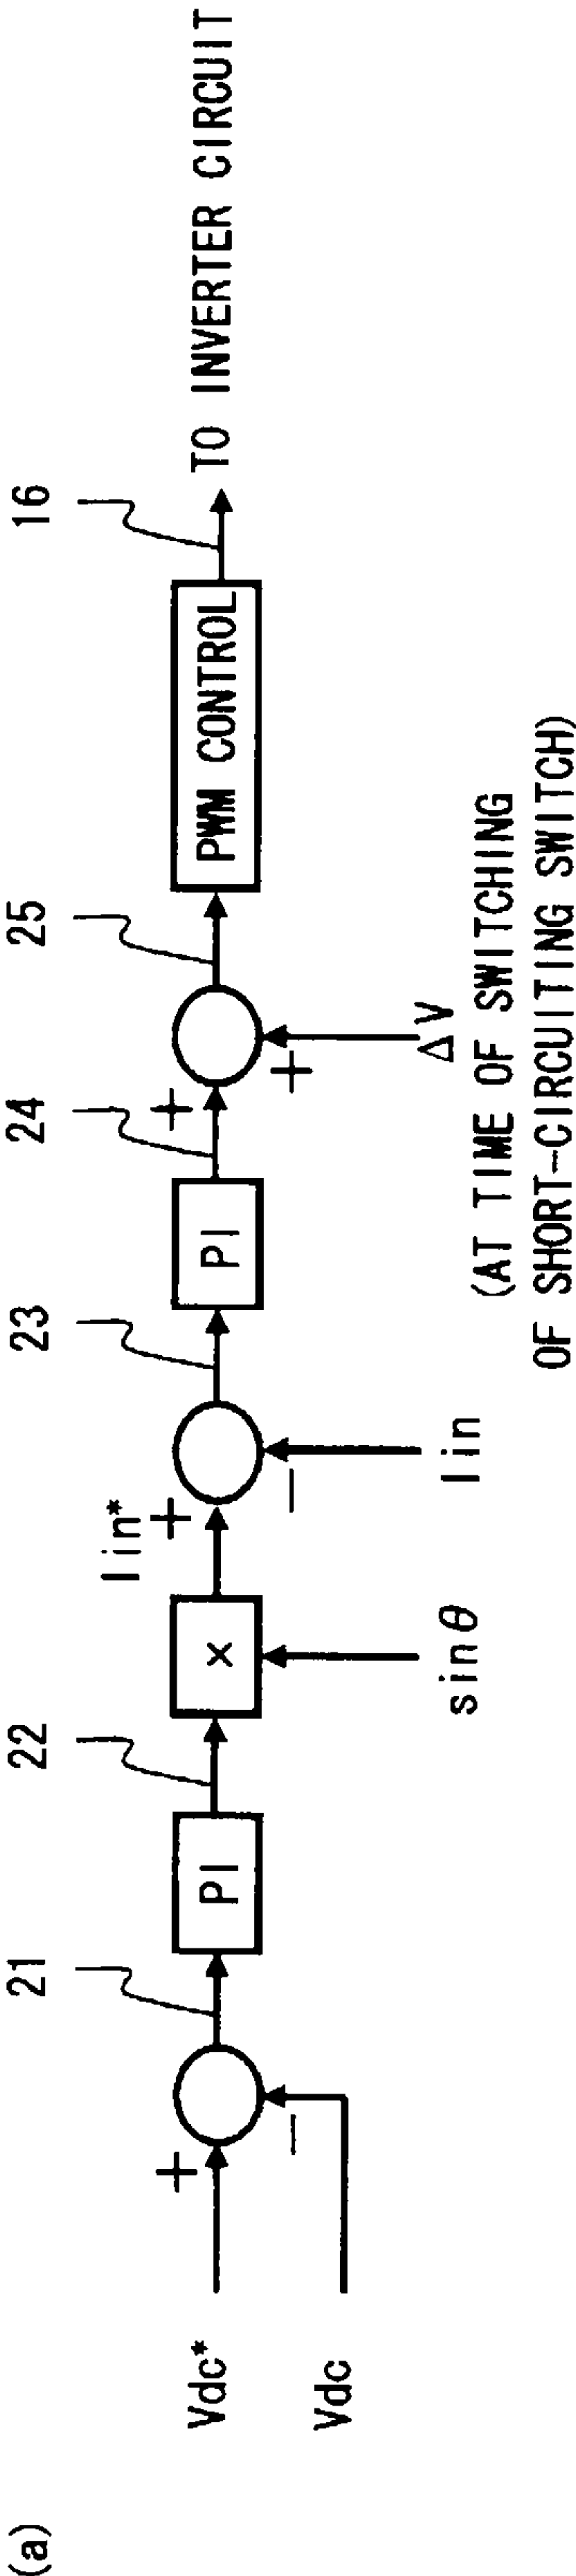 (a)
21
22
23
24
25
16
Vdc*
+
PI
×
Iin*
+
PI
+
PWM CONTROL
TO INVERTER CIRCUIT
Vdc
−
sinθ
−
Iin
+
ΔV
(AT TIME OF SWITCHING
OF SHORT-CIRCUITING SWITCH)